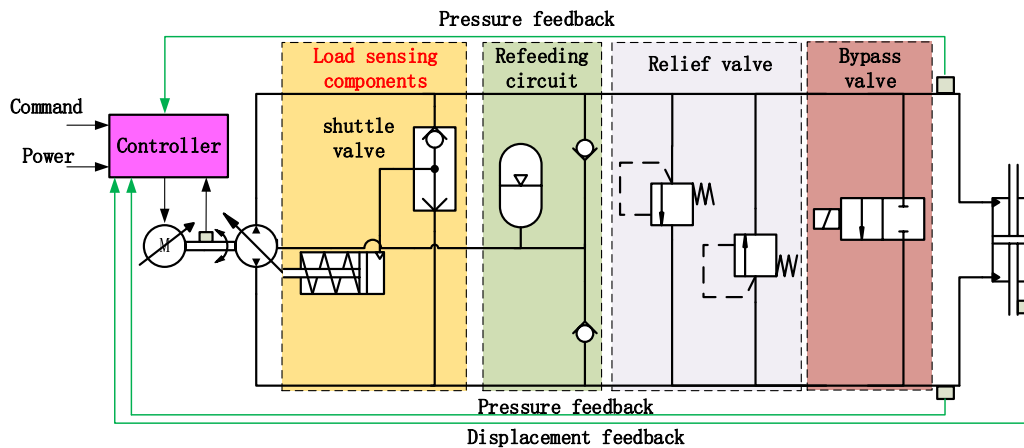 Pressure feedback
Load sensing
components
Refeeding
circuit
Relief valve
Bypass
valve
Command
Power
Controller
shuttle
valve
M
Pressure feedback
Displacement feedback